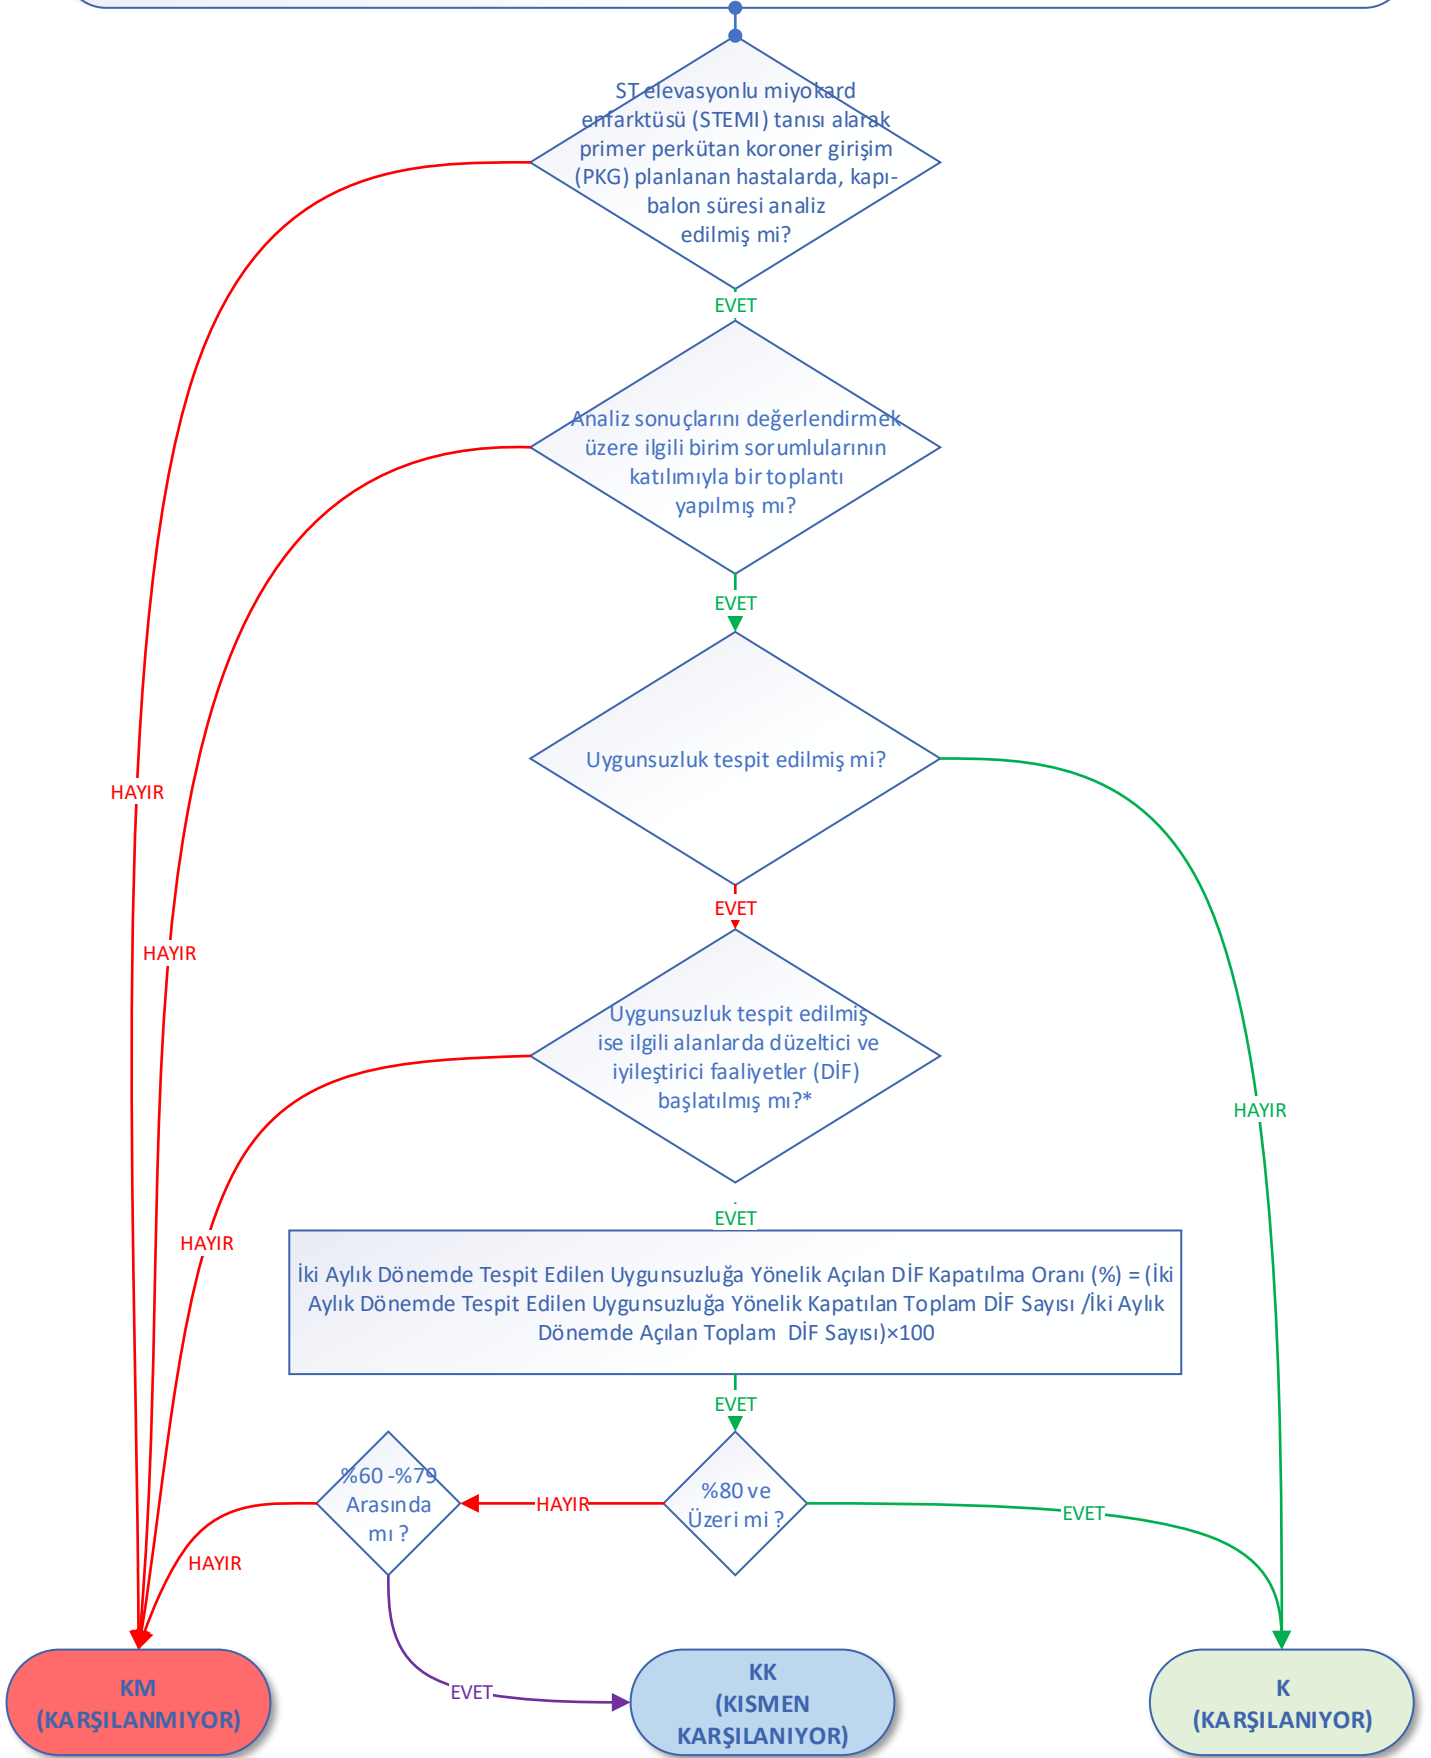 ST elevasyonlu miyokard
enfarktüsü (STEMI) tanısı alarak
primer perkütan koroner girişim
(PKG) planlanan hastalarda, kapı-
balon süresi analiz
edilmiş mi?
EVET
Analiz sonuçlarını değerlendirmek
üzere ilgili birim sorumlularının
katılımıyla bir toplantı
yapılmış mı?
EVET
Uygunsuzluk tespit edilmiş mi?
HAYIR
EVET
HAYIR
Uygunsuzluk tespit edilmiş
ise ilgili alanlarda düzeltici ve
iyileştirici faaliyetler (DİF)
başlatılmış mı?*
HAYIR
EVET
HAYIR
İki Aylık Dönemde Tespit Edilen Uygunsuzluğa Yönelik Açılan DİF Kapatılma Oranı (%) = (İki
Aylık Dönemde Tespit Edilen Uygunsuzluğa Yönelik Kapatılan Toplam DİF Sayısı /İki Aylık
Dönemde Açılan Toplam DİF Sayısı)×100
EVET
%60 -%79
Arasında
mı ?
HAYIR
%80 ve
Üzeri mi ?
EVET
HAYIR
EVET
KM
(KARŞILANMIYOR)
KK
(KISMEN
KARŞILANIYOR)
K
(KARŞILANIYOR)